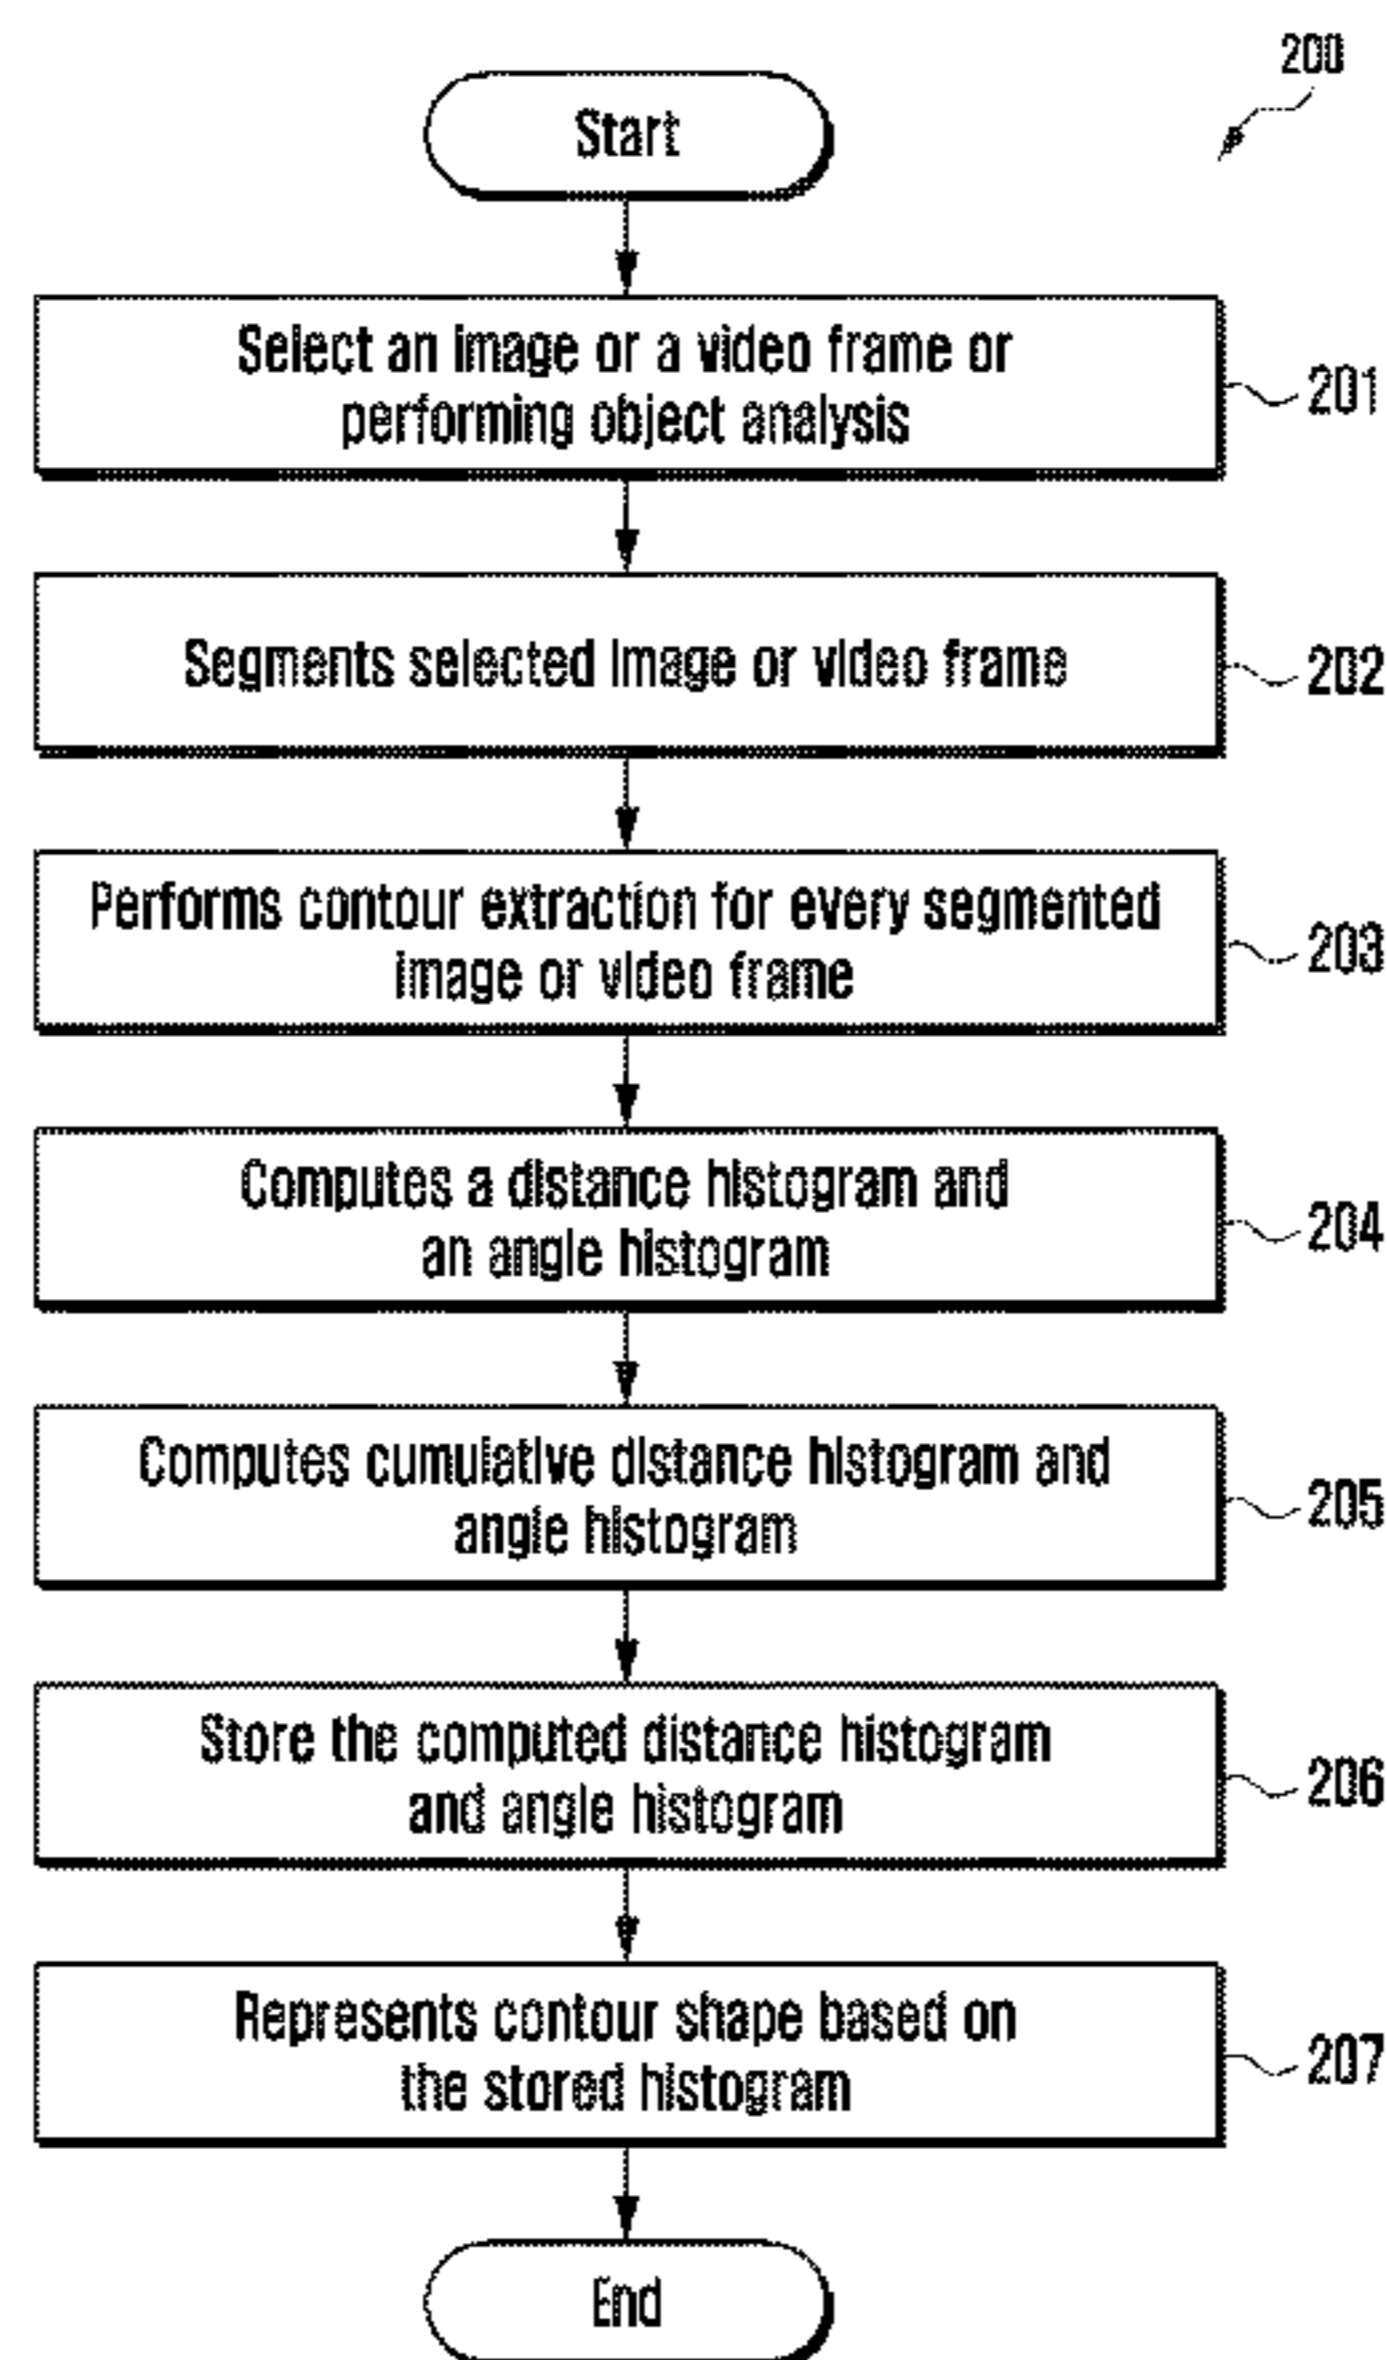 200
Start
Select an image or a video frame or
performing object analysis
201
Segments selected image or video frame
202
Performs contour extraction for every segmented
image or video frame
203
Computes a distance histogram and
an angle histogram
204
Computes cumulative distance histogram and
angle histogram
205
Store the computed distance histogram
and angle histogram
206
Represents contour shape based on
the stored histogram
207
End